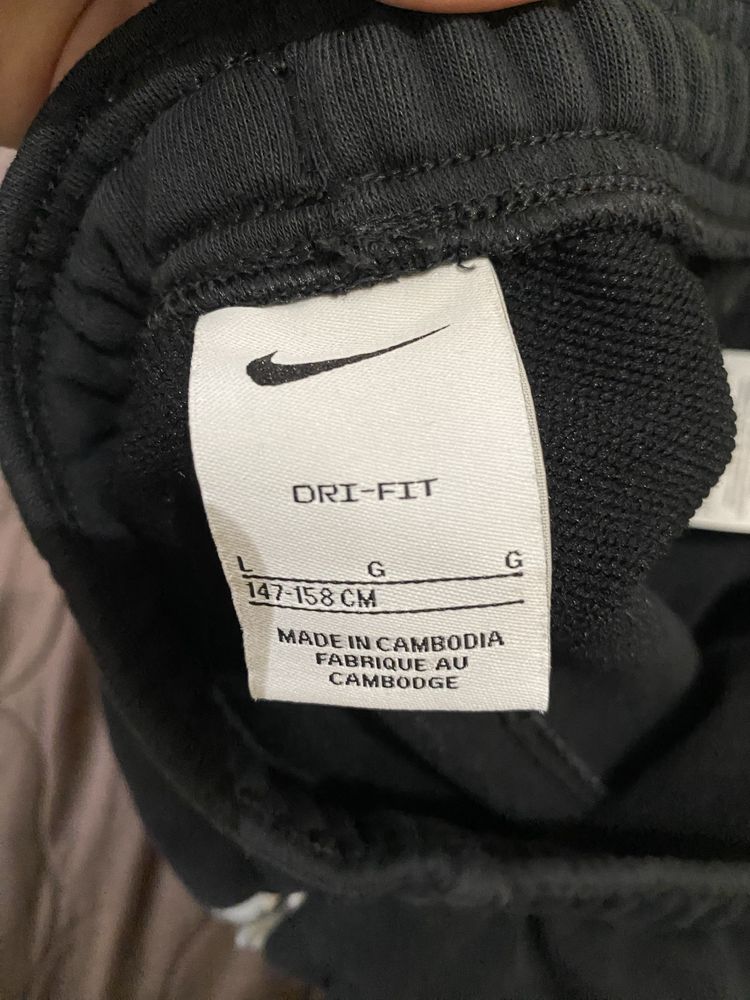 DRI-FIT
L G G
147-158 CM
MADE IN CAMBODIA
FABRIQUE AU
CAMBODGE